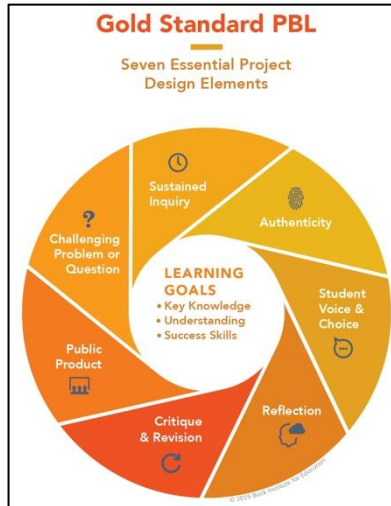 Gold Standard PBL
Seven Essential Project
Design Elements
Sustained
Inquiry
Authenticity
Student
Voice &
Choice
Reflection
Critique
& Revision
Public
Product
?
Challenging
Problem or
Question
LEARNING
GOALS
• Key Knowledge
• Understanding
• Success Skills
© 2015 Buck Institute for Education